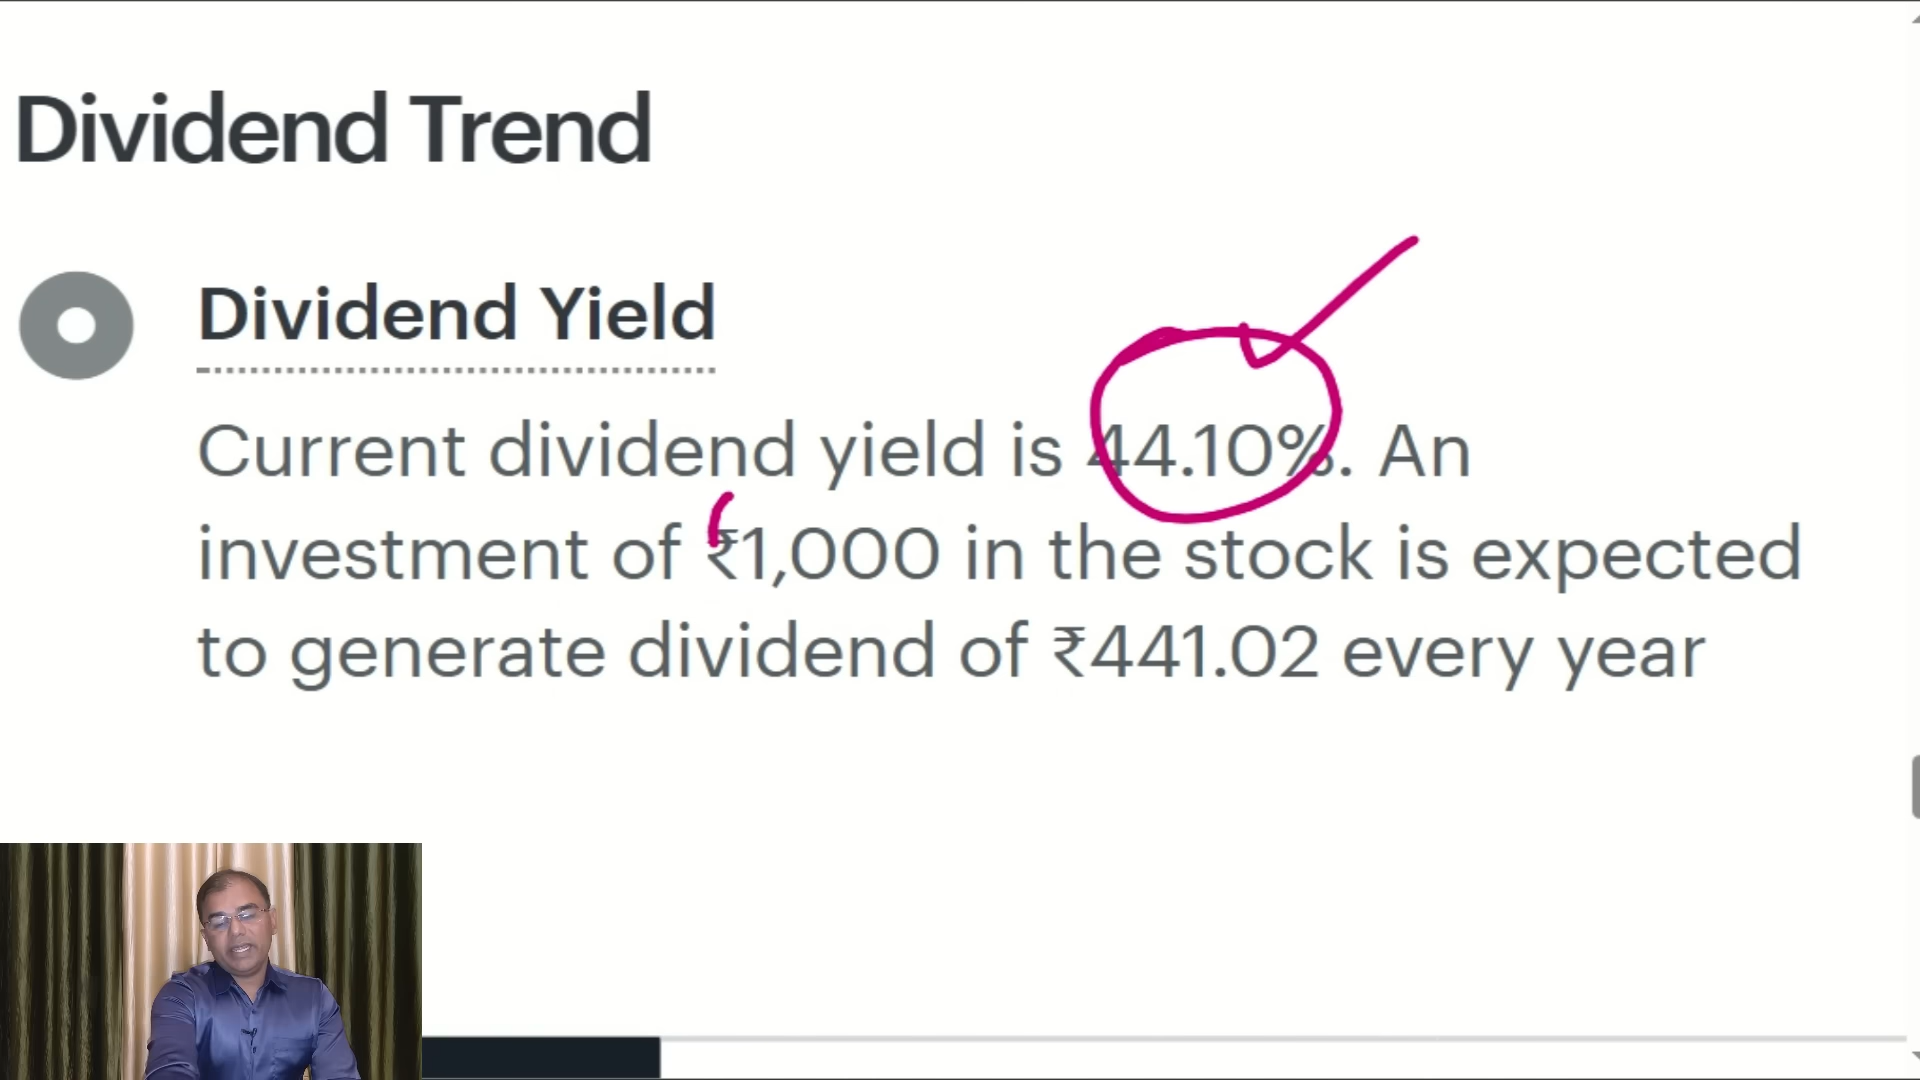 Dividend Trend
Dividend Yield
Current dividend yield is 44.10%. An
investment of ₹1,000 in the stock is expected
to generate dividend of ₹441.02 every year